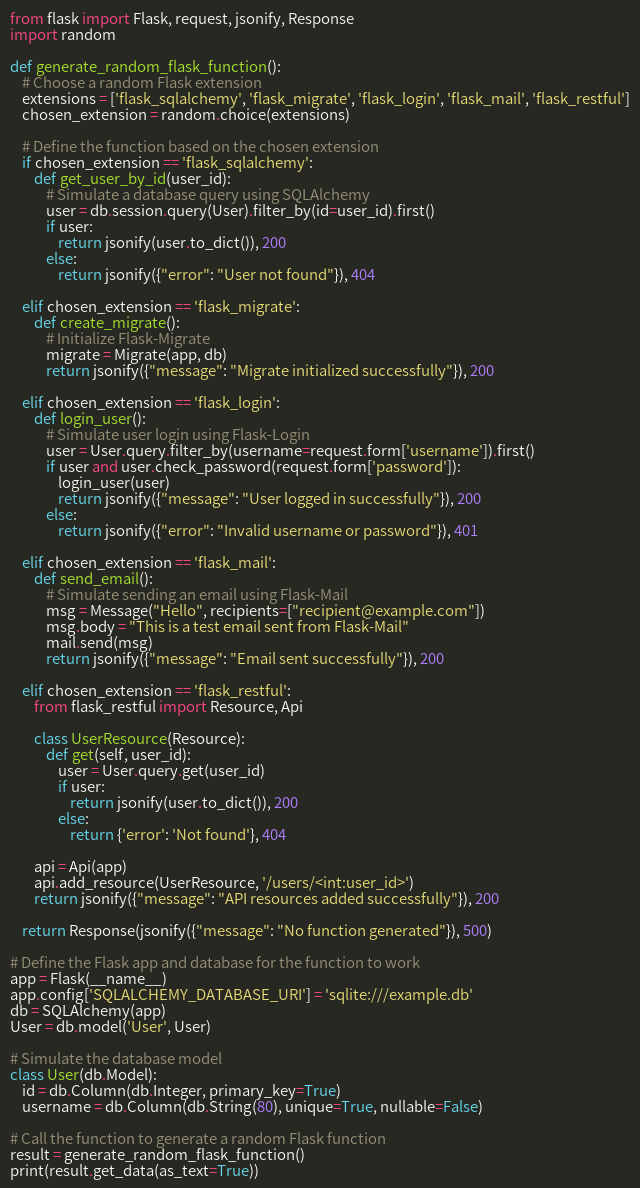 from flask import Flask, request, jsonify, Response
import random

def generate_random_flask_function():
    # Choose a random Flask extension
    extensions = ['flask_sqlalchemy', 'flask_migrate', 'flask_login', 'flask_mail', 'flask_restful']
    chosen_extension = random.choice(extensions)

    # Define the function based on the chosen extension
    if chosen_extension == 'flask_sqlalchemy':
        def get_user_by_id(user_id):
            # Simulate a database query using SQLAlchemy
            user = db.session.query(User).filter_by(id=user_id).first()
            if user:
                return jsonify(user.to_dict()), 200
            else:
                return jsonify({"error": "User not found"}), 404

    elif chosen_extension == 'flask_migrate':
        def create_migrate():
            # Initialize Flask-Migrate
            migrate = Migrate(app, db)
            return jsonify({"message": "Migrate initialized successfully"}), 200

    elif chosen_extension == 'flask_login':
        def login_user():
            # Simulate user login using Flask-Login
            user = User.query.filter_by(username=request.form['username']).first()
            if user and user.check_password(request.form['password']):
                login_user(user)
                return jsonify({"message": "User logged in successfully"}), 200
            else:
                return jsonify({"error": "Invalid username or password"}), 401

    elif chosen_extension == 'flask_mail':
        def send_email():
            # Simulate sending an email using Flask-Mail
            msg = Message("Hello", recipients=["recipient@example.com"])
            msg.body = "This is a test email sent from Flask-Mail"
            mail.send(msg)
            return jsonify({"message": "Email sent successfully"}), 200

    elif chosen_extension == 'flask_restful':
        from flask_restful import Resource, Api

        class UserResource(Resource):
            def get(self, user_id):
                user = User.query.get(user_id)
                if user:
                    return jsonify(user.to_dict()), 200
                else:
                    return {'error': 'Not found'}, 404

        api = Api(app)
        api.add_resource(UserResource, '/users/<int:user_id>')
        return jsonify({"message": "API resources added successfully"}), 200

    return Response(jsonify({"message": "No function generated"}), 500)

# Define the Flask app and database for the function to work
app = Flask(__name__)
app.config['SQLALCHEMY_DATABASE_URI'] = 'sqlite:///example.db'
db = SQLAlchemy(app)
User = db.model('User', User)

# Simulate the database model
class User(db.Model):
    id = db.Column(db.Integer, primary_key=True)
    username = db.Column(db.String(80), unique=True, nullable=False)

# Call the function to generate a random Flask function
result = generate_random_flask_function()
print(result.get_data(as_text=True))